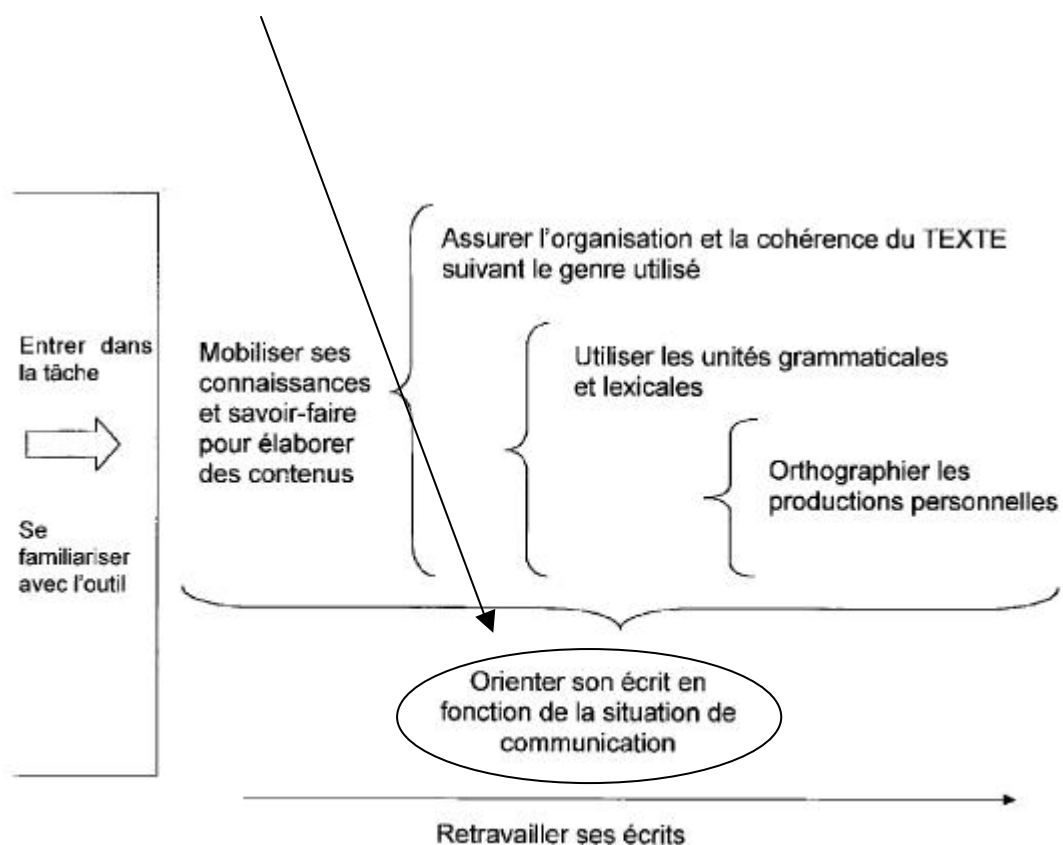 Entrer dans
la tâche
Se
familiariser
avec l'outil
Mobiliser ses
connaissances
et savoir-faire
pour élaborer
des contenus
Assurer l'organisation et la cohérence du TEXTE
suivant le genre utilisé
Utiliser les unités grammaticales
et lexicales
Orthographier les
productions personnelles
Orienter son écrit en
fonction de la situation de
communication
Retravailler ses écrits